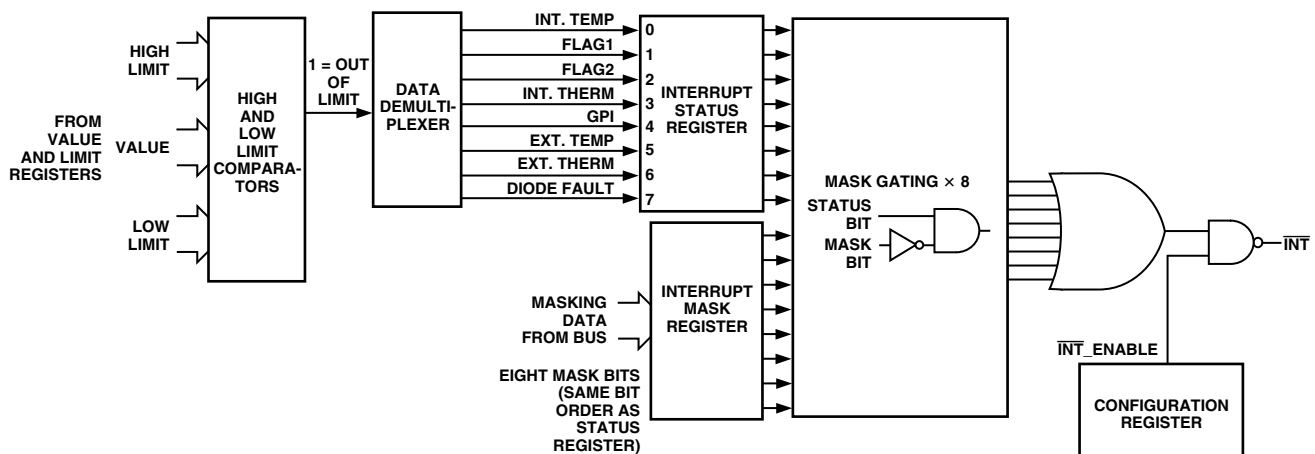 HIGH
LIMIT
FROM
VALUE
AND LIMIT
REGISTERS
VALUE
LOW
LIMIT
HIGH
AND
LOW
LIMIT
COMPARA-
TORS
1 = OUT
OF
LIMIT
DATA
DEMULTI-
PLEXER
INT. TEMP
FLAG1
FLAG2
INT. THERM
GPI
EXT. TEMP
EXT. THERM
DIODE FAULT
0
1
2
3
4
5
6
7
INTERRUPT
STATUS
REGISTER
MASK GATING × 8
STATUS
BIT
MASK
BIT
MASKING
DATA
FROM BUS
INTERRUPT
MASK
REGISTER
EIGHT MASK BITS
(SAME BIT
ORDER AS
STATUS
REGISTER)
I̅N̅T̅
I̅N̅T̅_ENABLE
CONFIGURATION
REGISTER